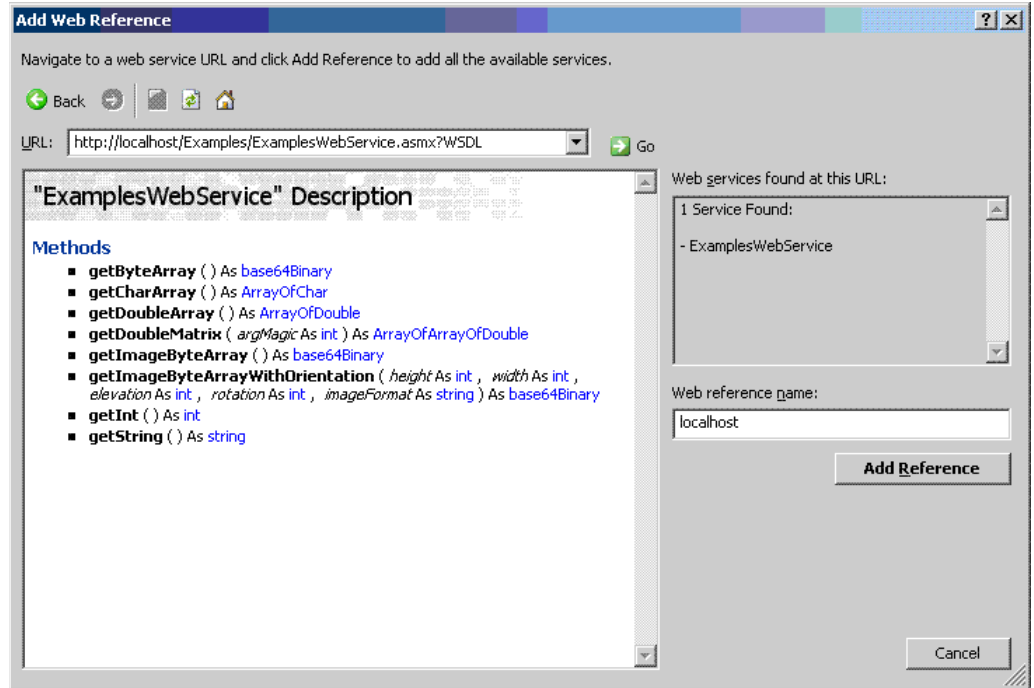 Add Web Reference
Navigate to a web service URL and click Add Reference to add all the available services.
Back
URL: http://localhost/Examples/ExamplesWebService.asmx?WSDL Go
"ExamplesWebService" Description
Methods
getByteArray ( ) As base64Binary
getCharArray ( ) As ArrayOfChar
getDoubleArray ( ) As ArrayOfDouble
getDoubleMatrix ( argMagic As int ) As ArrayOfArrayOfDouble
getImageByteArray ( ) As base64Binary
getImageByteArrayWithOrientation ( height As int , width As int ,
elevation As int , rotation As int , imageFormat As string ) As base64Binary
getInt ( ) As int
getString ( ) As string
Web services found at this URL:
1 Service Found:
- ExamplesWebService
Web reference name:
localhost
Add Reference
Cancel